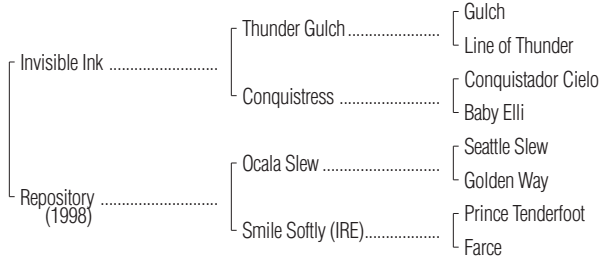 Gulch
Thunder Gulch....................
Line of Thunder
Invisible Ink ........................
Conquistador Cielo
Conquistress ......................
Baby Elli
Seattle Slew
Ocala Slew .........................
Golden Way
Repository ..........................
(1998)
Prince Tenderfoot
Smile Softly (IRE)................
Farce